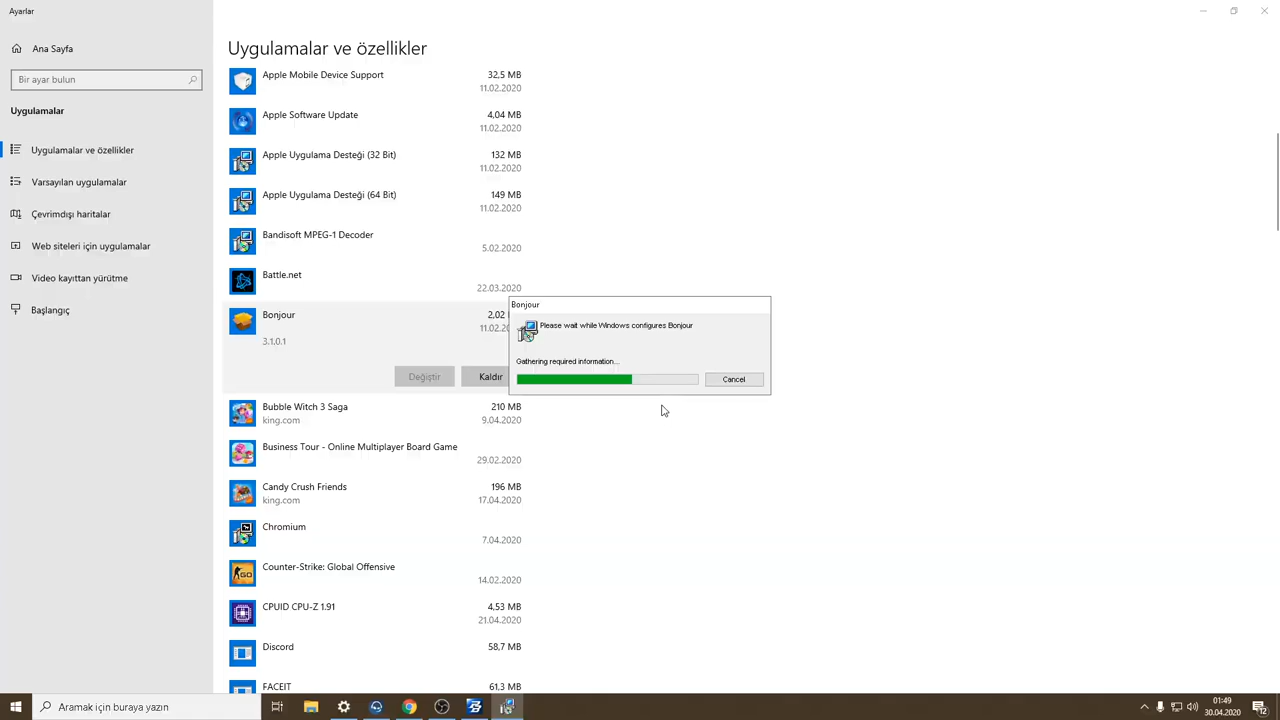 Ayarlar
Ana Sayfa
Bir ayar bulun
Uygulamalar
Uygulamalar ve özellikler
Varsayılan uygulamalar
Çevrimdışı haritalar
Web siteleri için uygulamalar
Video kayıttan yürütme
Başlangıç
Uygulamalar ve özellikler
Apple Mobile Device Support 32,5 MB
11.02.2020
Apple Software Update 4,04 MB
11.02.2020
Apple Uygulama Desteği (32 Bit) 132 MB
11.02.2020
Apple Uygulama Desteği (64 Bit) 149 MB
11.02.2020
Bandisoft MPEG-1 Decoder
5.02.2020
Battle.net
22.03.2020
Bonjour 2,02
11.02.20
3.1.0.1
Değiştir Kaldır
Bonjour
Please wait while Windows configures Bonjour
Gathering required information...
Cancel
Bubble Witch 3 Saga 210 MB
king.com 9.04.2020
Business Tour - Online Multiplayer Board Game
29.02.2020
Candy Crush Friends 196 MB
king.com 17.04.2020
Chromium
7.04.2020
Counter-Strike: Global Offensive
14.02.2020
CPUID CPU-Z 1.91 4,53 MB
21.04.2020
Discord 58,7 MB
FACEIT 61,3 MB
Aramak için buraya yazın
01:49
30.04.2020
12